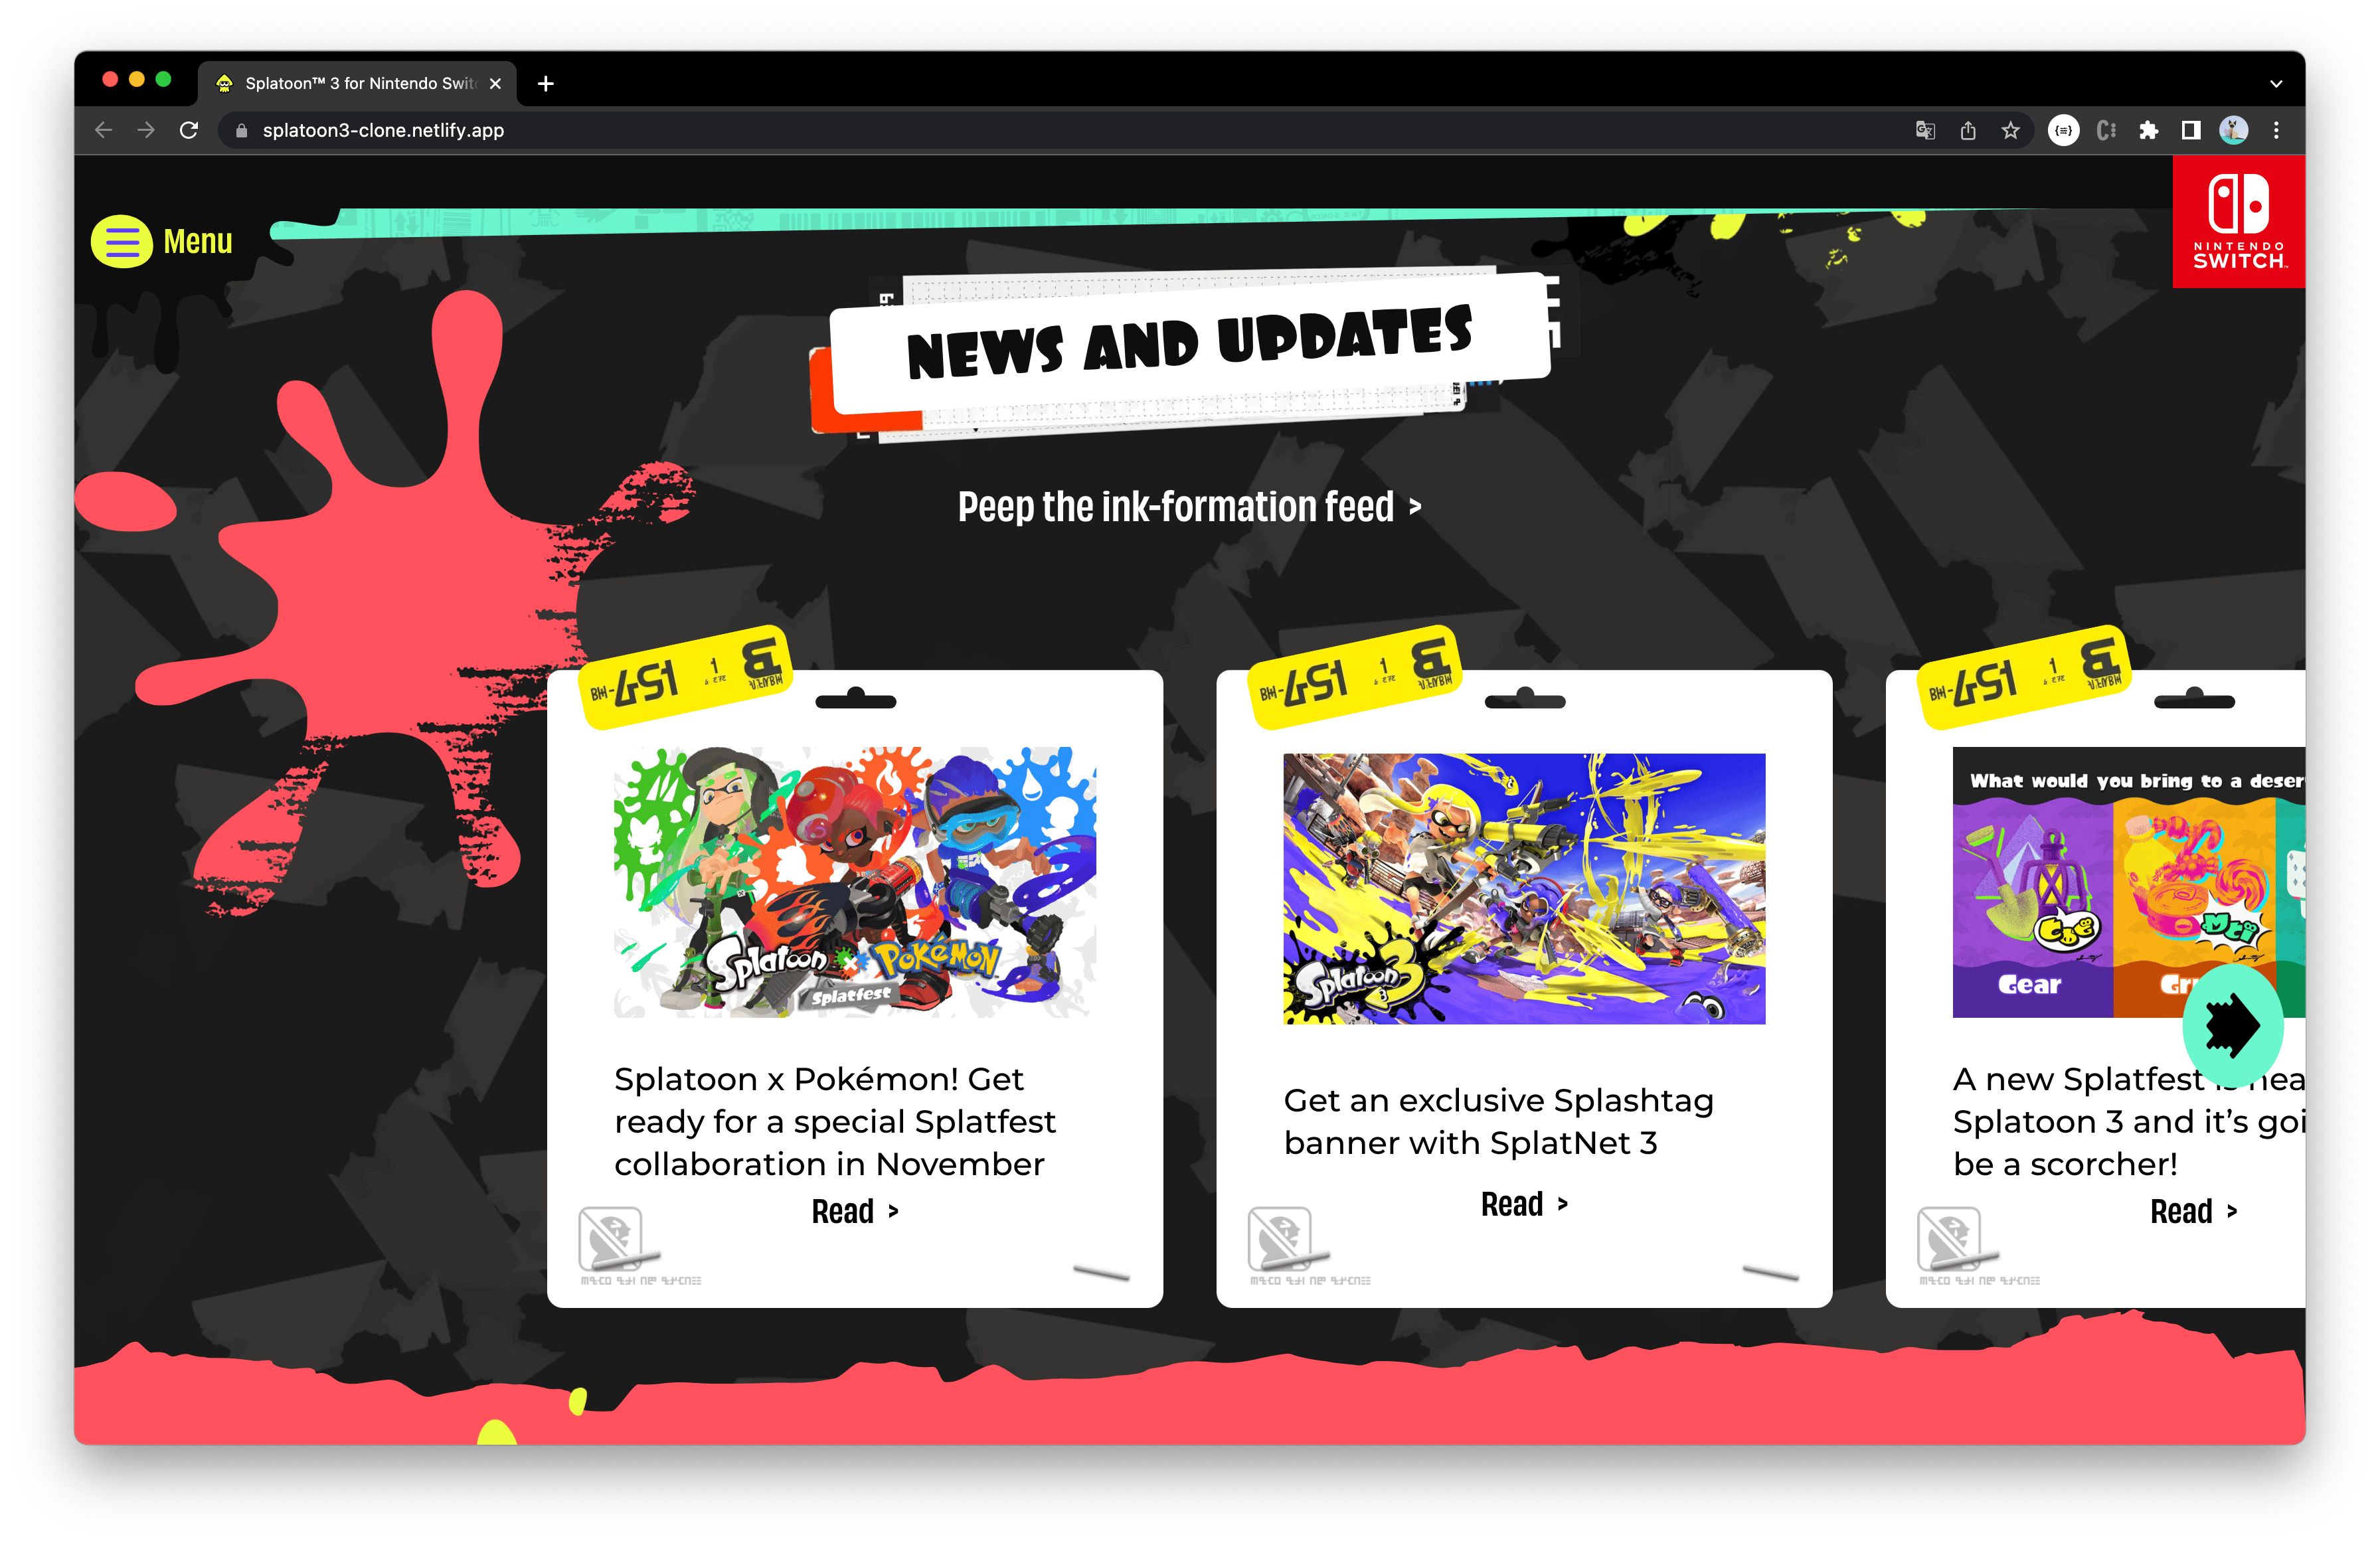 Splatoon™ 3 for Nintendo Swit
splatoon3-clone.netlify.app
Menu
NINTENDO
SWITCH
NEWS AND UPDATES
Peep the ink-formation feed >
Splatoon x Pokémon
Splatfest
Splatoon x Pokémon! Get
ready for a special Splatfest
collaboration in November
Read >
Splatoon 3
Get an exclusive Splashtag
banner with SplatNet 3
Read >
What would you bring to a deser
Gear
Gr
A new Splatfest is nea
Splatoon 3 and it’s goi
be a scorcher!
Read >